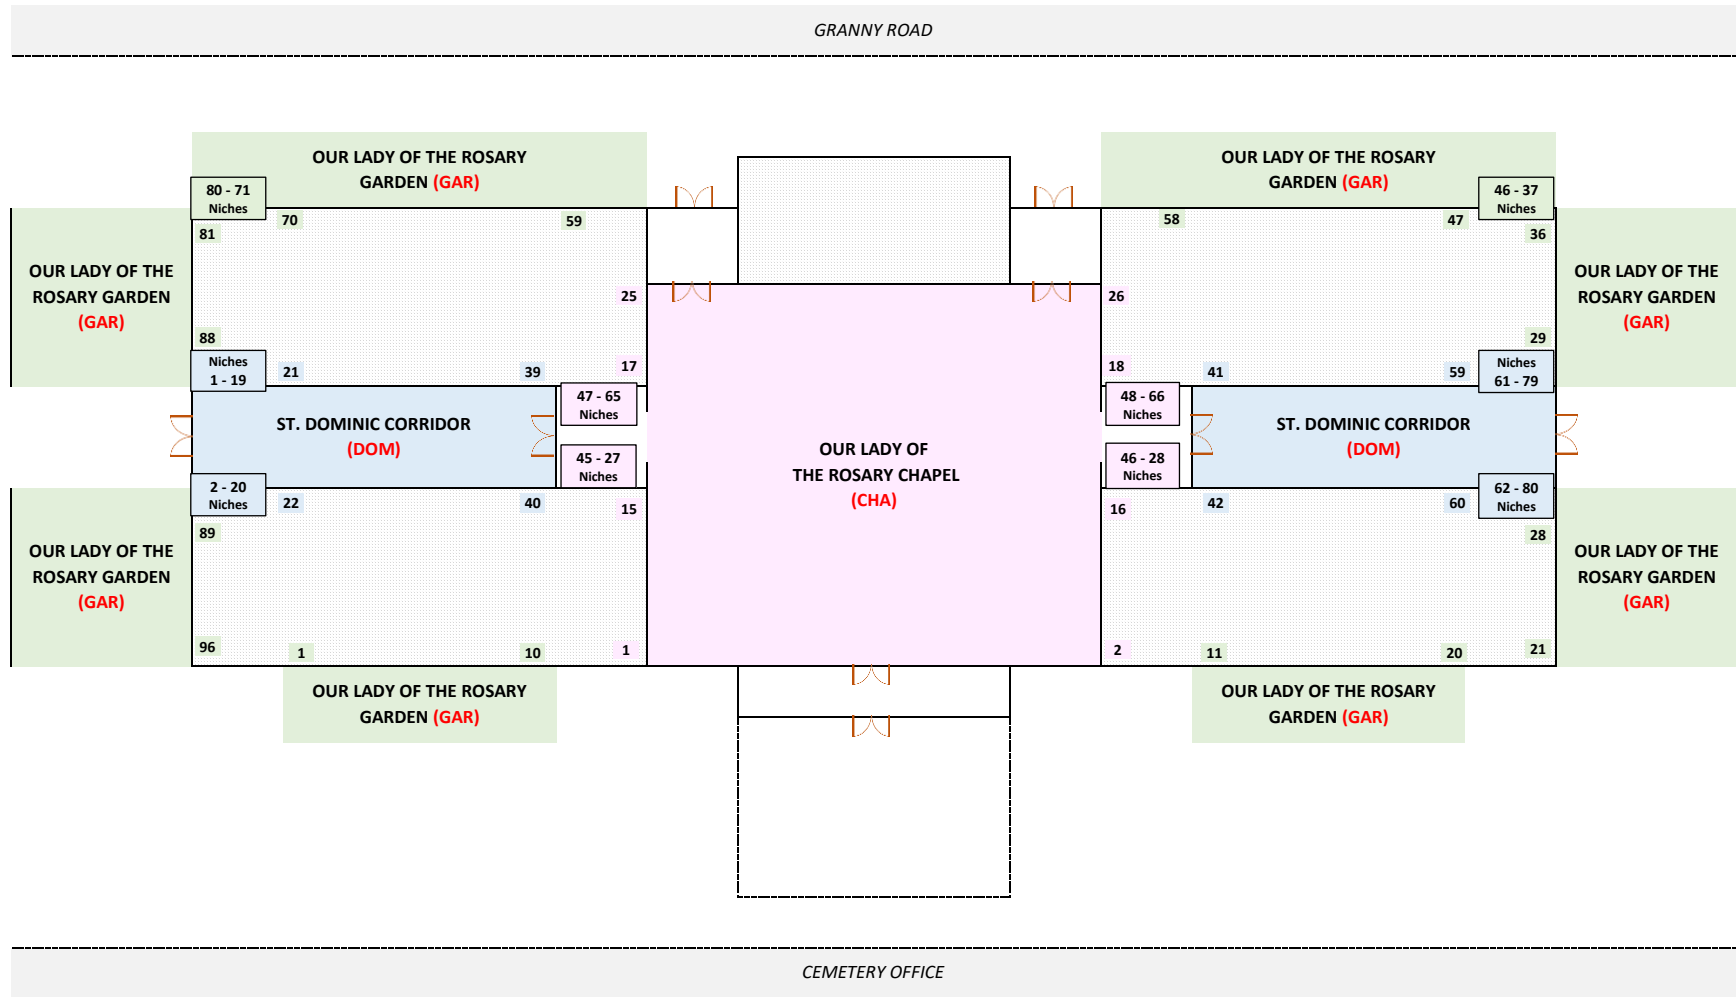 GRANNY ROAD
OUR LADY OF THE ROSARY
GARDEN (GAR)
OUR LADY OF THE ROSARY
GARDEN (GAR)
80 - 71
Niches
46 - 37
Niches
70
59
58
47
81
36
OUR LADY OF THE
ROSARY GARDEN
(GAR)
25
26
OUR LADY OF THE
ROSARY GARDEN
(GAR)
88
29
Niches
1 - 19
21
39
17
18
41
59
Niches
61 - 79
47 - 65
Niches
48 - 66
Niches
ST. DOMINIC CORRIDOR
(DOM)
OUR LADY OF
THE ROSARY CHAPEL
(CHA)
ST. DOMINIC CORRIDOR
(DOM)
45 - 27
Niches
46 - 28
Niches
2 - 20
Niches
22
40
15
16
42
60
62 - 80
Niches
89
28
OUR LADY OF THE
ROSARY GARDEN
(GAR)
OUR LADY OF THE
ROSARY GARDEN
(GAR)
96
1
10
1
2
11
20
21
OUR LADY OF THE ROSARY
GARDEN (GAR)
OUR LADY OF THE ROSARY
GARDEN (GAR)
CEMETERY OFFICE